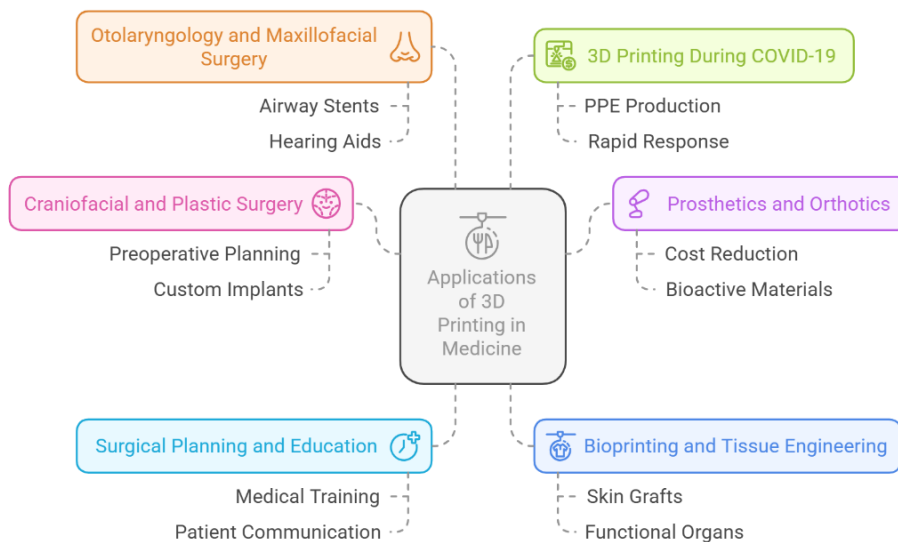 Otolaryngology and Maxillofacial
Surgery
Airway Stents
Hearing Aids
3D Printing During COVID-19
PPE Production
Rapid Response
Craniofacial and Plastic Surgery
Preoperative Planning
Custom Implants
Applications
of 3D
Printing in
Medicine
Prosthetics and Orthotics
Cost Reduction
Bioactive Materials
Surgical Planning and Education
Medical Training
Patient Communication
Bioprinting and Tissue Engineering
Skin Grafts
Functional Organs